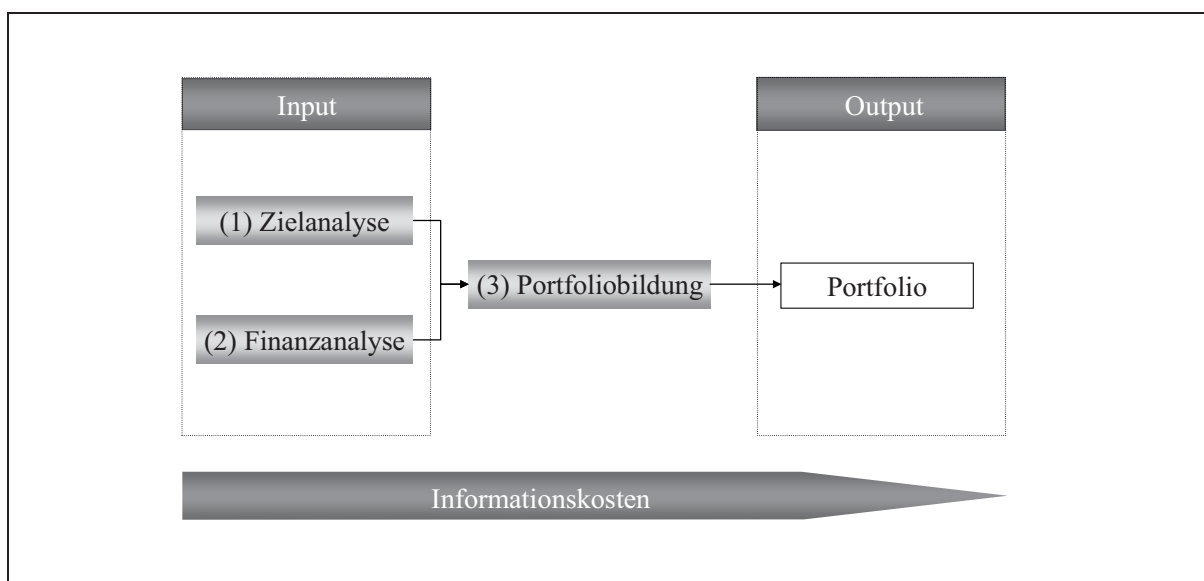 Input
Output
(1) Zielanalyse
(2) Finanzanalyse
(3) Portfoliobildung
Portfolio
Informationskosten